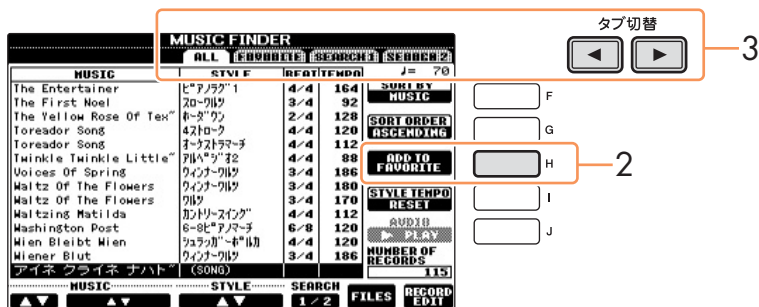 タブ切替
3
MUSIC FINDER
ALL FAVORITE SEARCH1 SEARCH2
MUSIC STYLE BEAT TEMPO ♩= 70
The Entertainer ピアノラグ1 4/4 164
SORT BY MUSIC
F
The First Noel スローワルツ 3/4 92
The Yellow Rose Of Tex~ ホーダウン 2/4 128
SORT ORDER ASCENDING
G
Toreador Song 4ストローク 4/4 120
Toreador Song オーケストラマーチ 4/4 112
Twinkle Twinkle Little~ アルペジオ2 4/4 88
ADD TO FAVORITE
H
2
Voices Of Spring ウィンナーワルツ 3/4 186
Waltz Of The Flowers ウィンナーワルツ 3/4 180
STYLE TEMPO RESET
I
Waltz Of The Flowers ワルツ 3/4 170
Waltzing Matilda カントリースイング 4/4 112
AUDIO PLAY
J
Washington Post 6-8ピアノマーチ 6/8 120
Wien Bleibt Wien シュラッガーポルカ 4/4 120
Wiener Blut ウィンナーワルツ 3/4 186
NUMBER OF RECORDS
115
アイネ クライネ ナハト~ (SONG)
MUSIC STYLE SEARCH
1/2 FILES RECORD EDIT